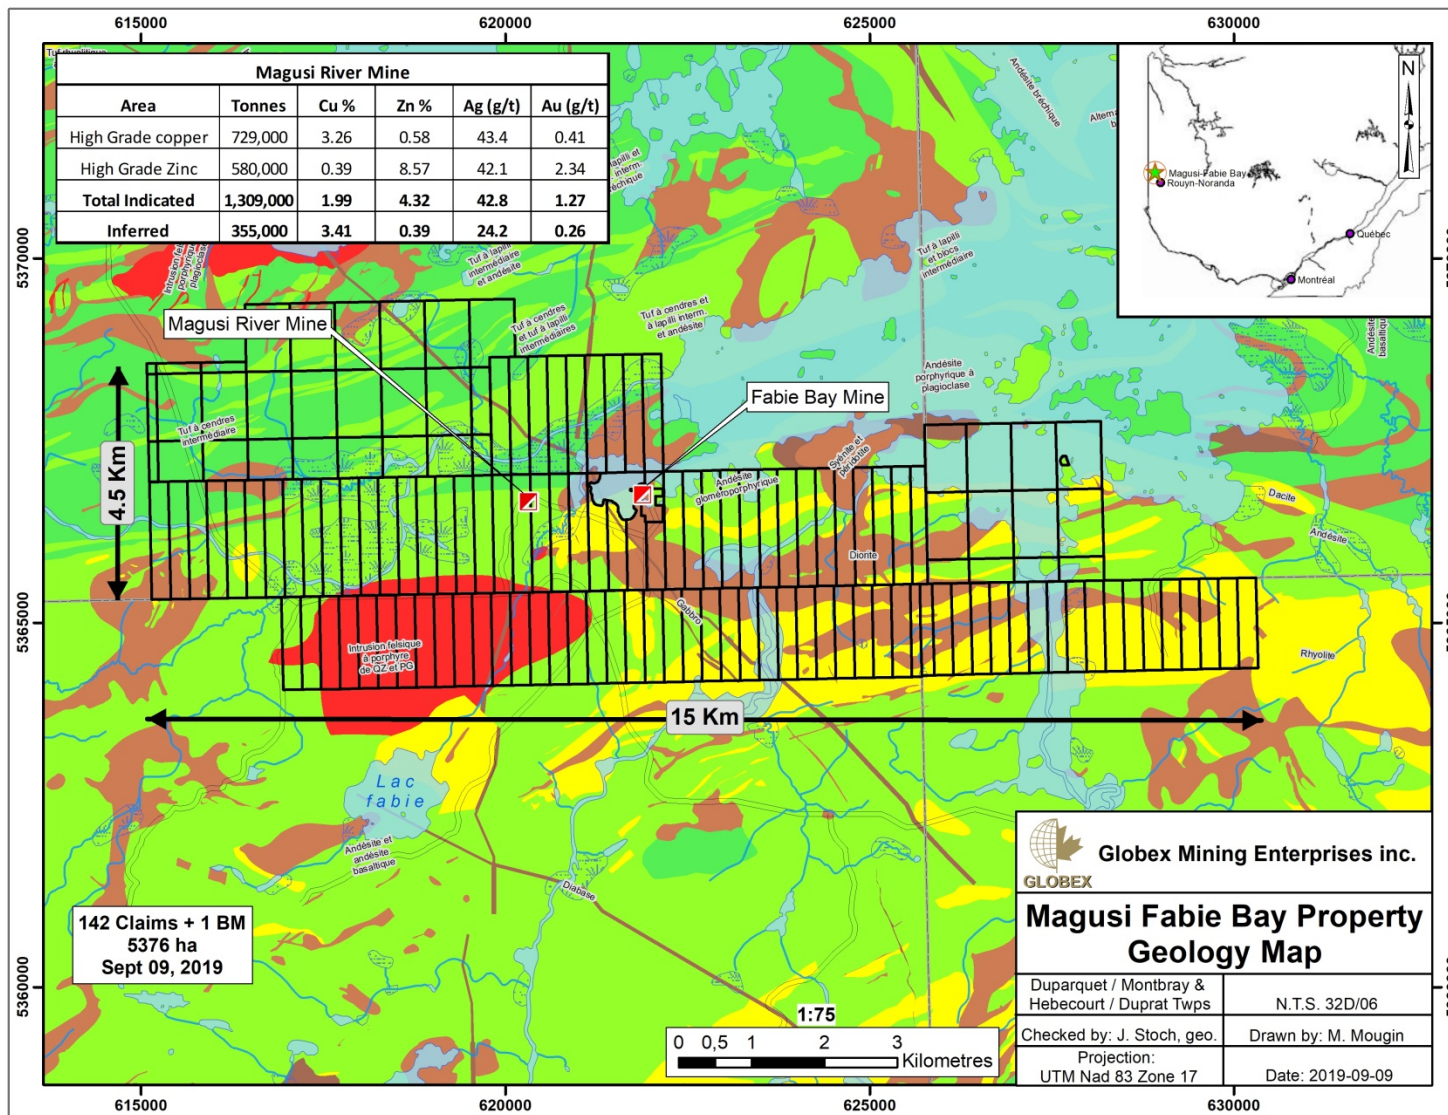 615000 620000 625000 630000
Magusi River Mine
Area Tonnes Cu % Zn % Ag (g/t) Au (g/t)
High Grade copper 729,000 3.26 0.58 43.4 0.41
High Grade Zinc 580,000 0.39 8.57 42.1 2.34
Total Indicated 1,309,000 1.99 4.32 42.8 1.27
Inferred 355,000 3.41 0.39 24.2 0.26
N
Magusi-Fabie Bay
Rouyn-Noranda
Québec
Montréal
Andésite bréchique
Tuf à lapilli
et blocs
intermédiaire
Tuf à lapilli
intermédiaire
et andésite
Intrusion
porphyrique
plagioclase
5370000
Tuf à cendres
et tuf à lapilli
intermédiaires
Tuf à cendres et
à lapilli interm.
et andésite
Andésite
basaltique
Magusi River Mine
Andésite
porphyrique à
plagioclase
Fabie Bay Mine
Tuf à cendres
intermédiaire
Syénite et
péridotite
Andésite
gloméroporphyrique
4.5 Km
Dacite
Andésite
Diorite
Gabbro
5365000
Intrusion felsique
à porphyre
de QZ et PG
Rhyolite
15 Km
Lac
fabie
Andésite et
andésite
basaltique
Diabase
142 Claims + 1 BM
5376 ha
Sept 09, 2019
5360000
1:75
0 0,5 1 2 3
Kilometres
GLOBEX
Globex Mining Enterprises inc.
Magusi Fabie Bay Property
Geology Map
Duparquet / Montbray &
Hebecourt / Duprat Twps
N.T.S. 32D/06
Checked by: J. Stoch, geo.
Drawn by: M. Mougin
Projection:
UTM Nad 83 Zone 17
Date: 2019-09-09
615000 620000 625000 630000